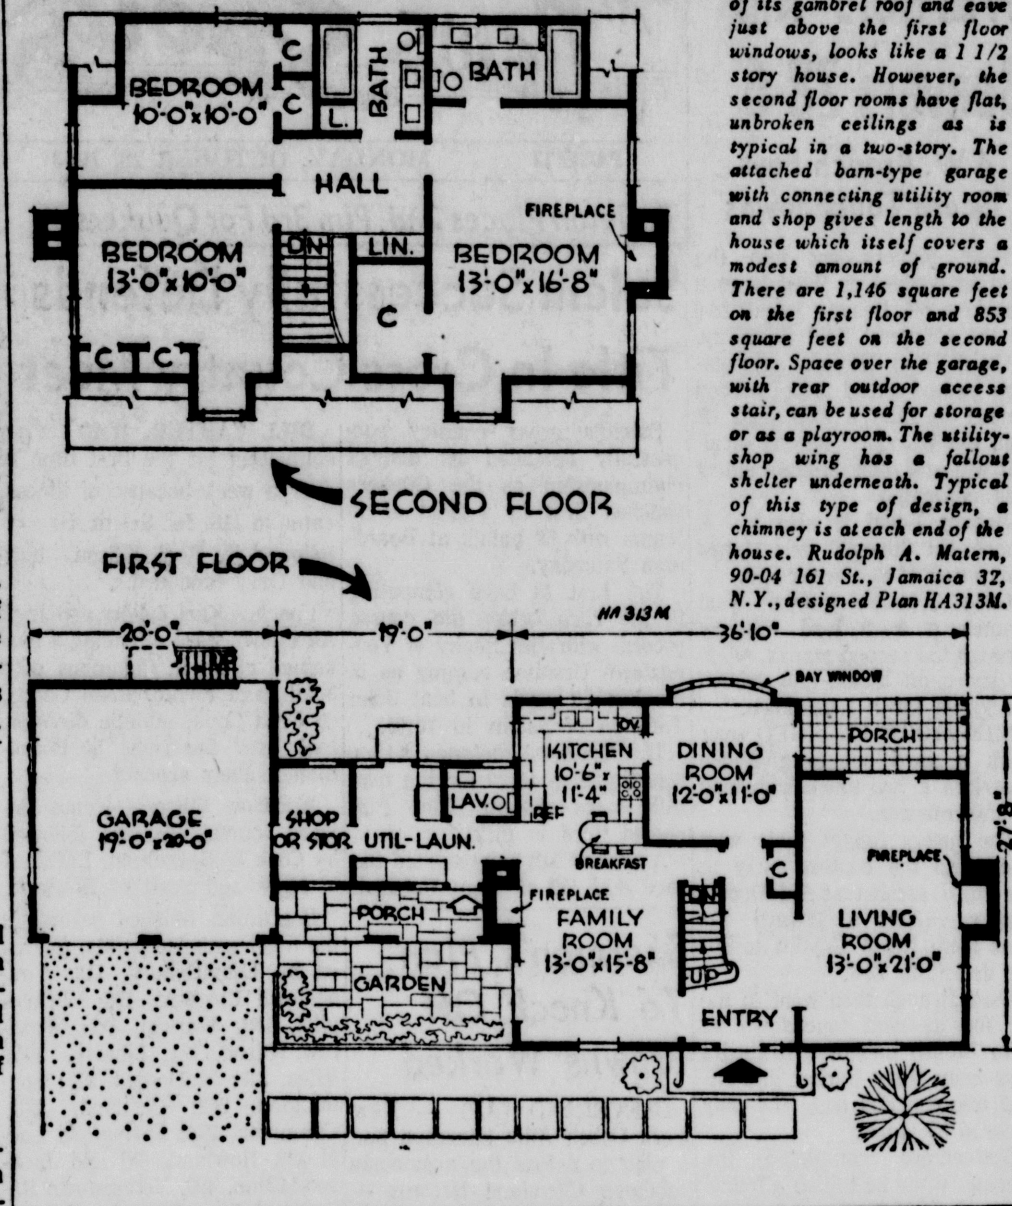 of its gambrel roof and eave
just above the first floor
windows, looks like a 1 1/2
story house. However, the
second floor rooms have flat,
unbroken ceilings as is
typical in a two-story. The
attached barn-type garage
with connecting utility room
and shop gives length to the
house which itself covers a
modest amount of ground.
There are 1,146 square feet
on the first floor and 853
square feet on the second
floor. Space over the garage,
with rear outdoor access
stair, can be used for storage
or as a playroom. The utility-
shop wing has a fallout
shelter underneath. Typical
of this type of design, a
chimney is at each end of the
house. Rudolph A. Matern,
90-04 161 St., Jamaica 32,
N.Y., designed Plan HA313M.
BEDROOM
10'-0"x10'-0"
C
C
L.
BATH
BATH
HALL
BEDROOM
13'-0"x10'-0"
DN
LIN.
C
FIREPLACE
BEDROOM
13'-0"x16'-8"
C
C
SECOND FLOOR
FIRST FLOOR
HA 313M
20'-0"
19'-0"
36'-10"
BAY WINDOW
27'-8"
GARAGE
19'-0"x20'-0"
SHOP
OR STOR
UTIL-LAUN.
LAV.
KITCHEN
10'-6"x
11'-4"
OV.
REF
BREAKFAST
DINING
ROOM
12'-0"x11'-0"
PORCH
C
FIREPLACE
PORCH
GARDEN
FIREPLACE
FAMILY
ROOM
13'-0"x15'-8"
DN
UP
LIVING
ROOM
13'-0"x21'-0"
ENTRY